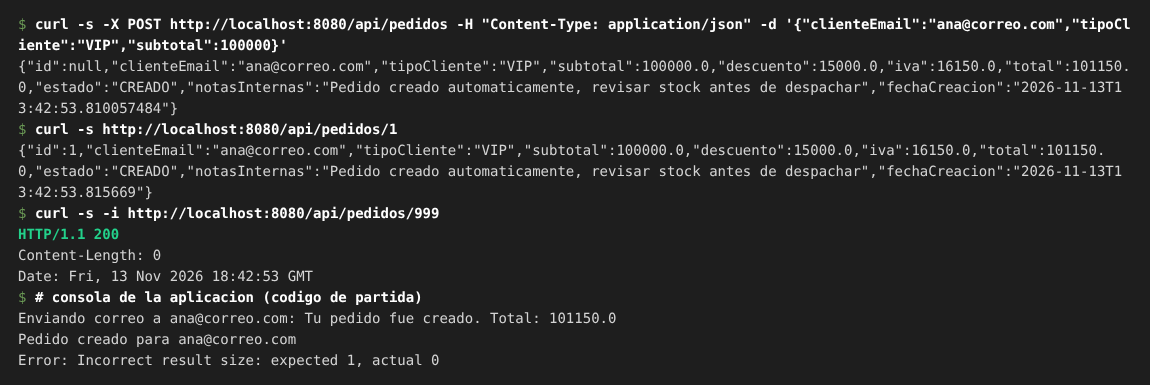 $ curl -s -X POST http://localhost:8080/api/pedidos -H "Content-Type: application/json" -d '{"clienteEmail":"ana@correo.com","tipoCl
iente":"VIP","subtotal":100000}'
{"id":null,"clienteEmail":"ana@correo.com","tipoCliente":"VIP","subtotal":100000.0,"descuento":15000.0,"iva":16150.0,"total":101150.
0,"estado":"CREADO","notasInternas":"Pedido creado automaticamente, revisar stock antes de despachar","fechaCreacion":"2026-11-13T1
3:42:53.810057484"}
$ curl -s http://localhost:8080/api/pedidos/1
{"id":1,"clienteEmail":"ana@correo.com","tipoCliente":"VIP","subtotal":100000.0,"descuento":15000.0,"iva":16150.0,"total":101150.
0,"estado":"CREADO","notasInternas":"Pedido creado automaticamente, revisar stock antes de despachar","fechaCreacion":"2026-11-13T1
3:42:53.815669"}
$ curl -s -i http://localhost:8080/api/pedidos/999
HTTP/1.1 200
Content-Length: 0
Date: Fri, 13 Nov 2026 18:42:53 GMT
$ # consola de la aplicacion (codigo de partida)
Enviando correo a ana@correo.com: Tu pedido fue creado. Total: 101150.0
Pedido creado para ana@correo.com
Error: Incorrect result size: expected 1, actual 0